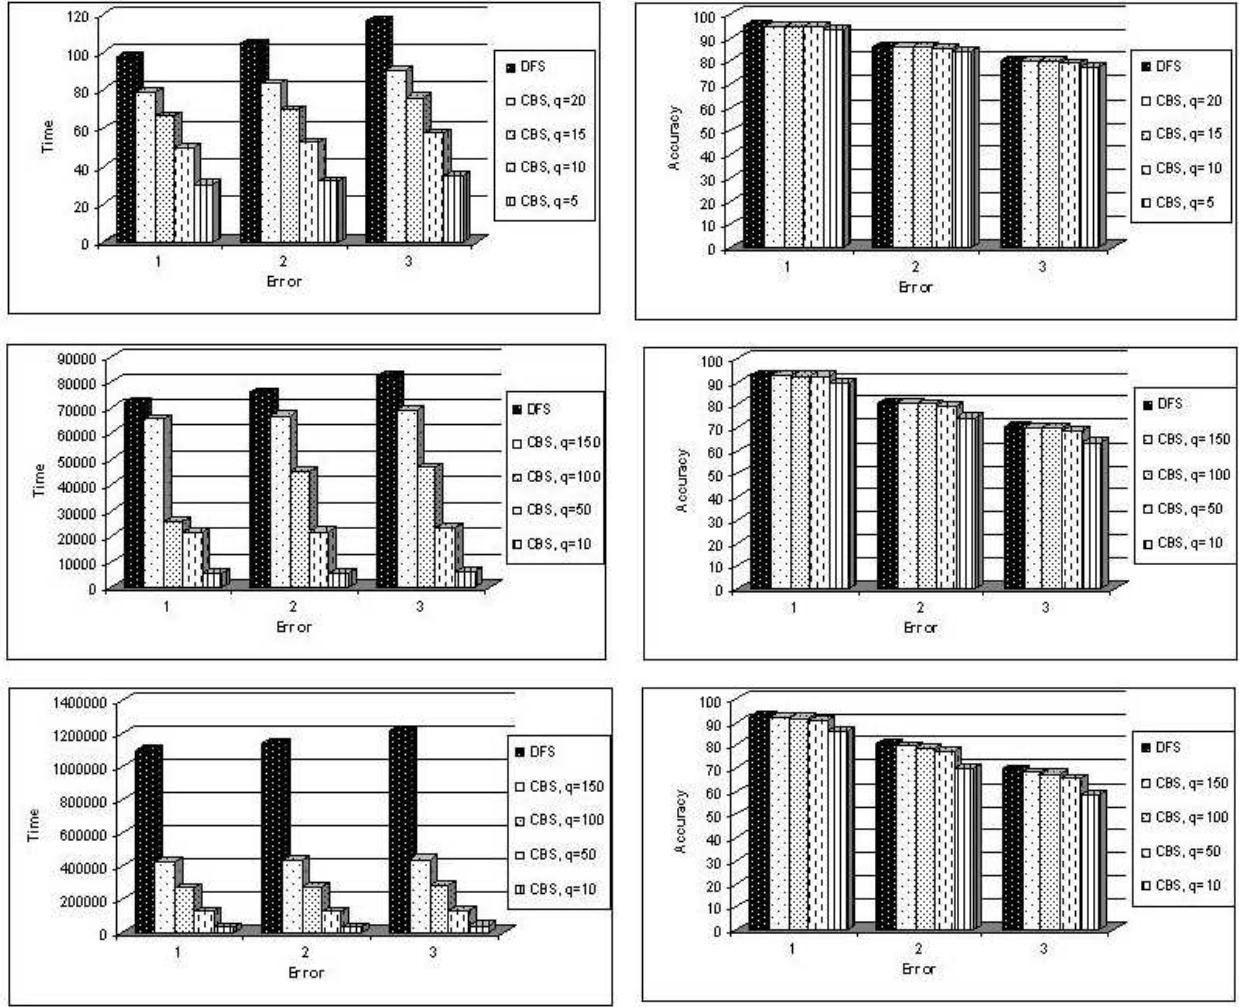 120
100
80
60
40
20
0
Time
1 2 3
Error
DFS
CBS, q=20
CBS, q=15
CBS, q=10
CBS, q=5
100
90
80
70
60
50
40
30
20
10
0
Accuracy
1 2 3
Error
DFS
CBS, q=20
CBS, q=15
CBS, q=10
CBS, q=5
90000
80000
70000
60000
50000
40000
30000
20000
10000
0
Time
1 2 3
Error
DFS
CBS, q=150
CBS, q=100
CBS, q=50
CBS, q=10
100
90
80
70
60
50
40
30
20
10
0
Accuracy
1 2 3
Error
DFS
CBS, q=150
CBS, q=100
CBS, q=50
CBS, q=10
1400000
1200000
1000000
800000
600000
400000
200000
0
Time
1 2 3
Error
DFS
CBS, q=150
CBS, q=100
CBS, q=50
CBS, q=10
100
90
80
70
60
50
40
30
20
10
0
Accuracy
1 2 3
Error
DFS
CBS, q=150
CBS, q=100
CBS, q=50
CBS, q=10